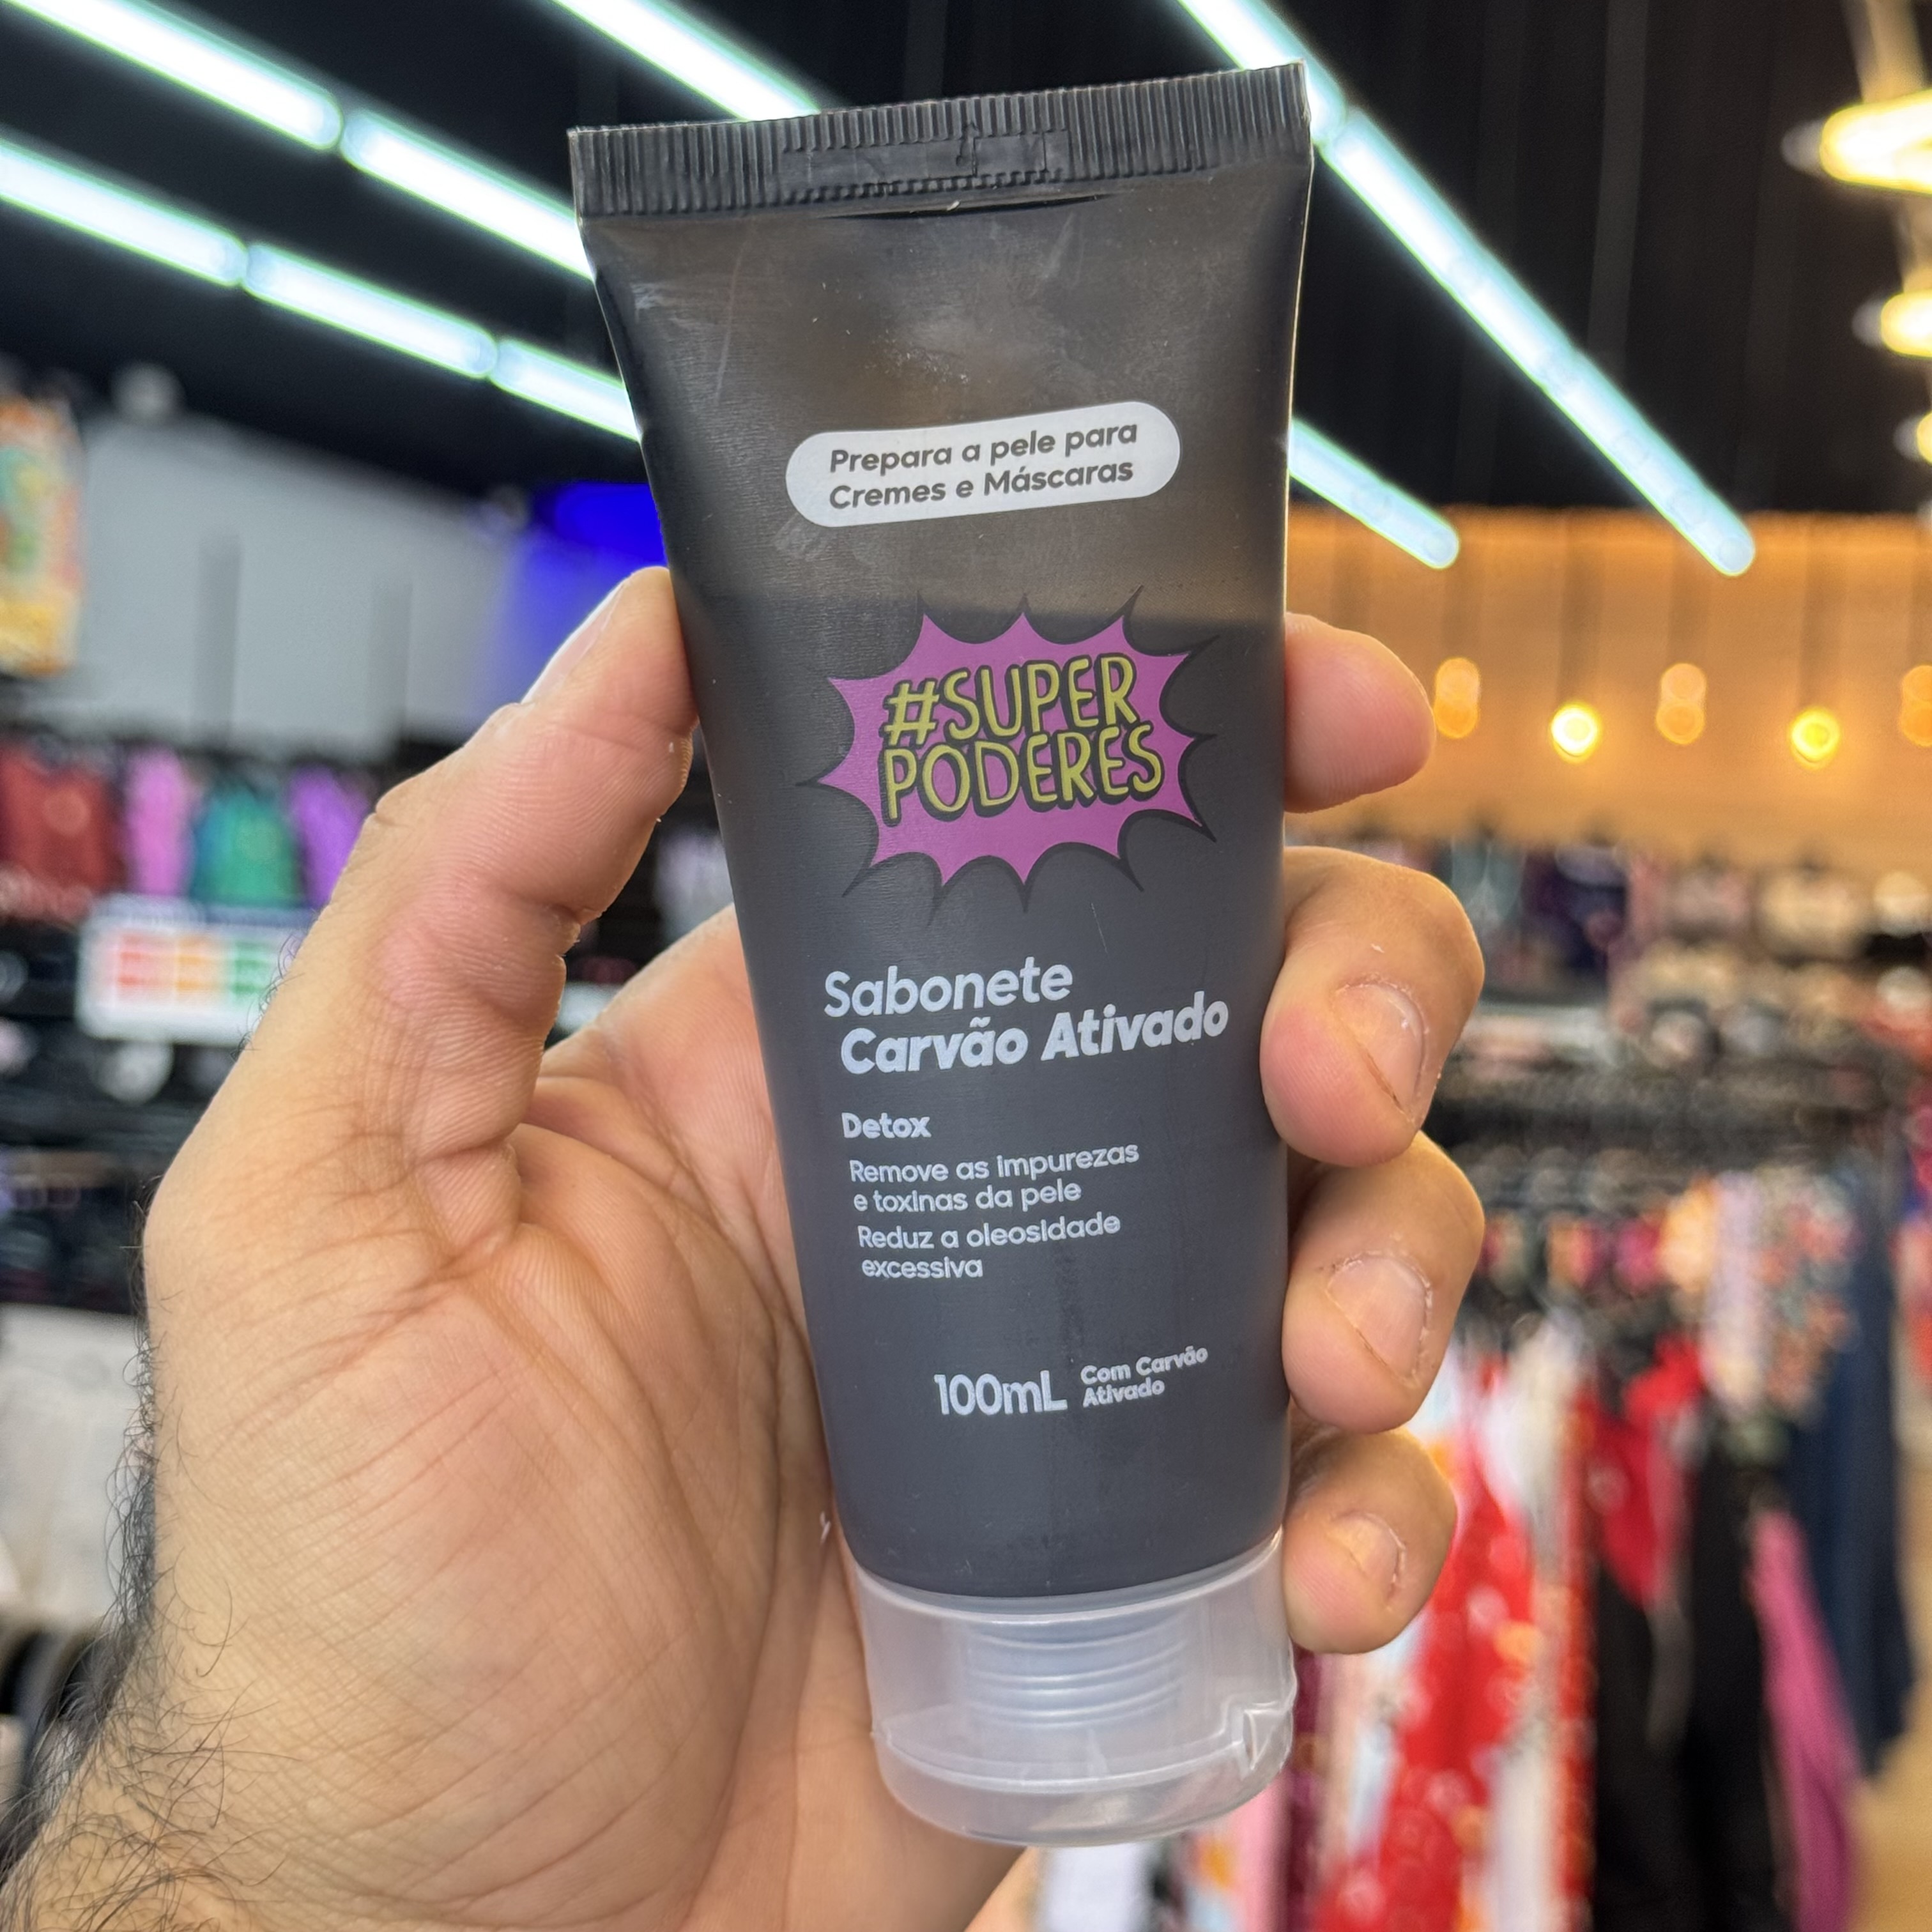 Prepara a pele para
Cremes e Máscaras
#SUPER
PODERES
Sabonete
Carvão Ativado
Detox
Remove as impurezas
e toxinas da pele
Reduz a oleosidade
excessiva
100mL
Com Carvão
Ativado